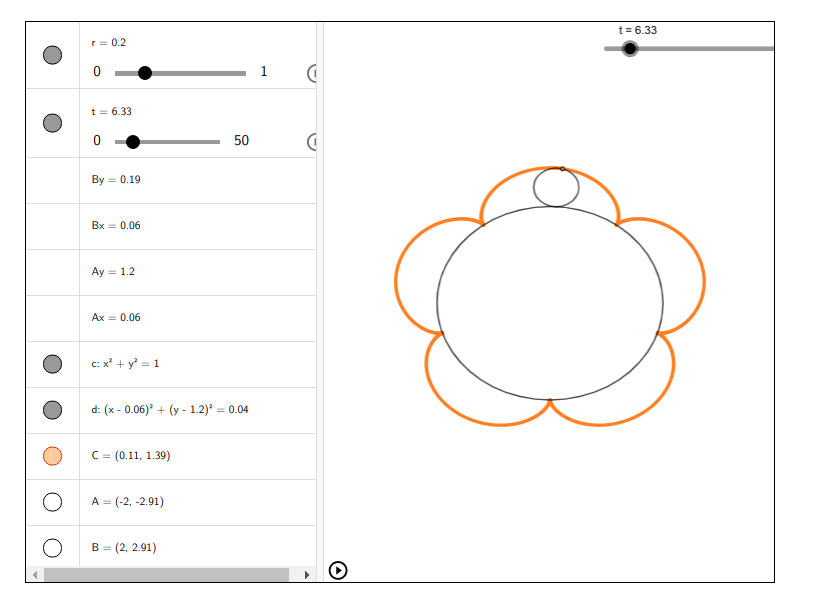 t = 6.33
r = 0.2
0 1
t = 6.33
0 50
By = 0.19
Bx = 0.06
Ay = 1.2
Ax = 0.06
c: x² + y² = 1
d: (x - 0.06)² + (y - 1.2)² = 0.04
C = (0.11, 1.39)
A = (-2, -2.91)
B = (2, 2.91)